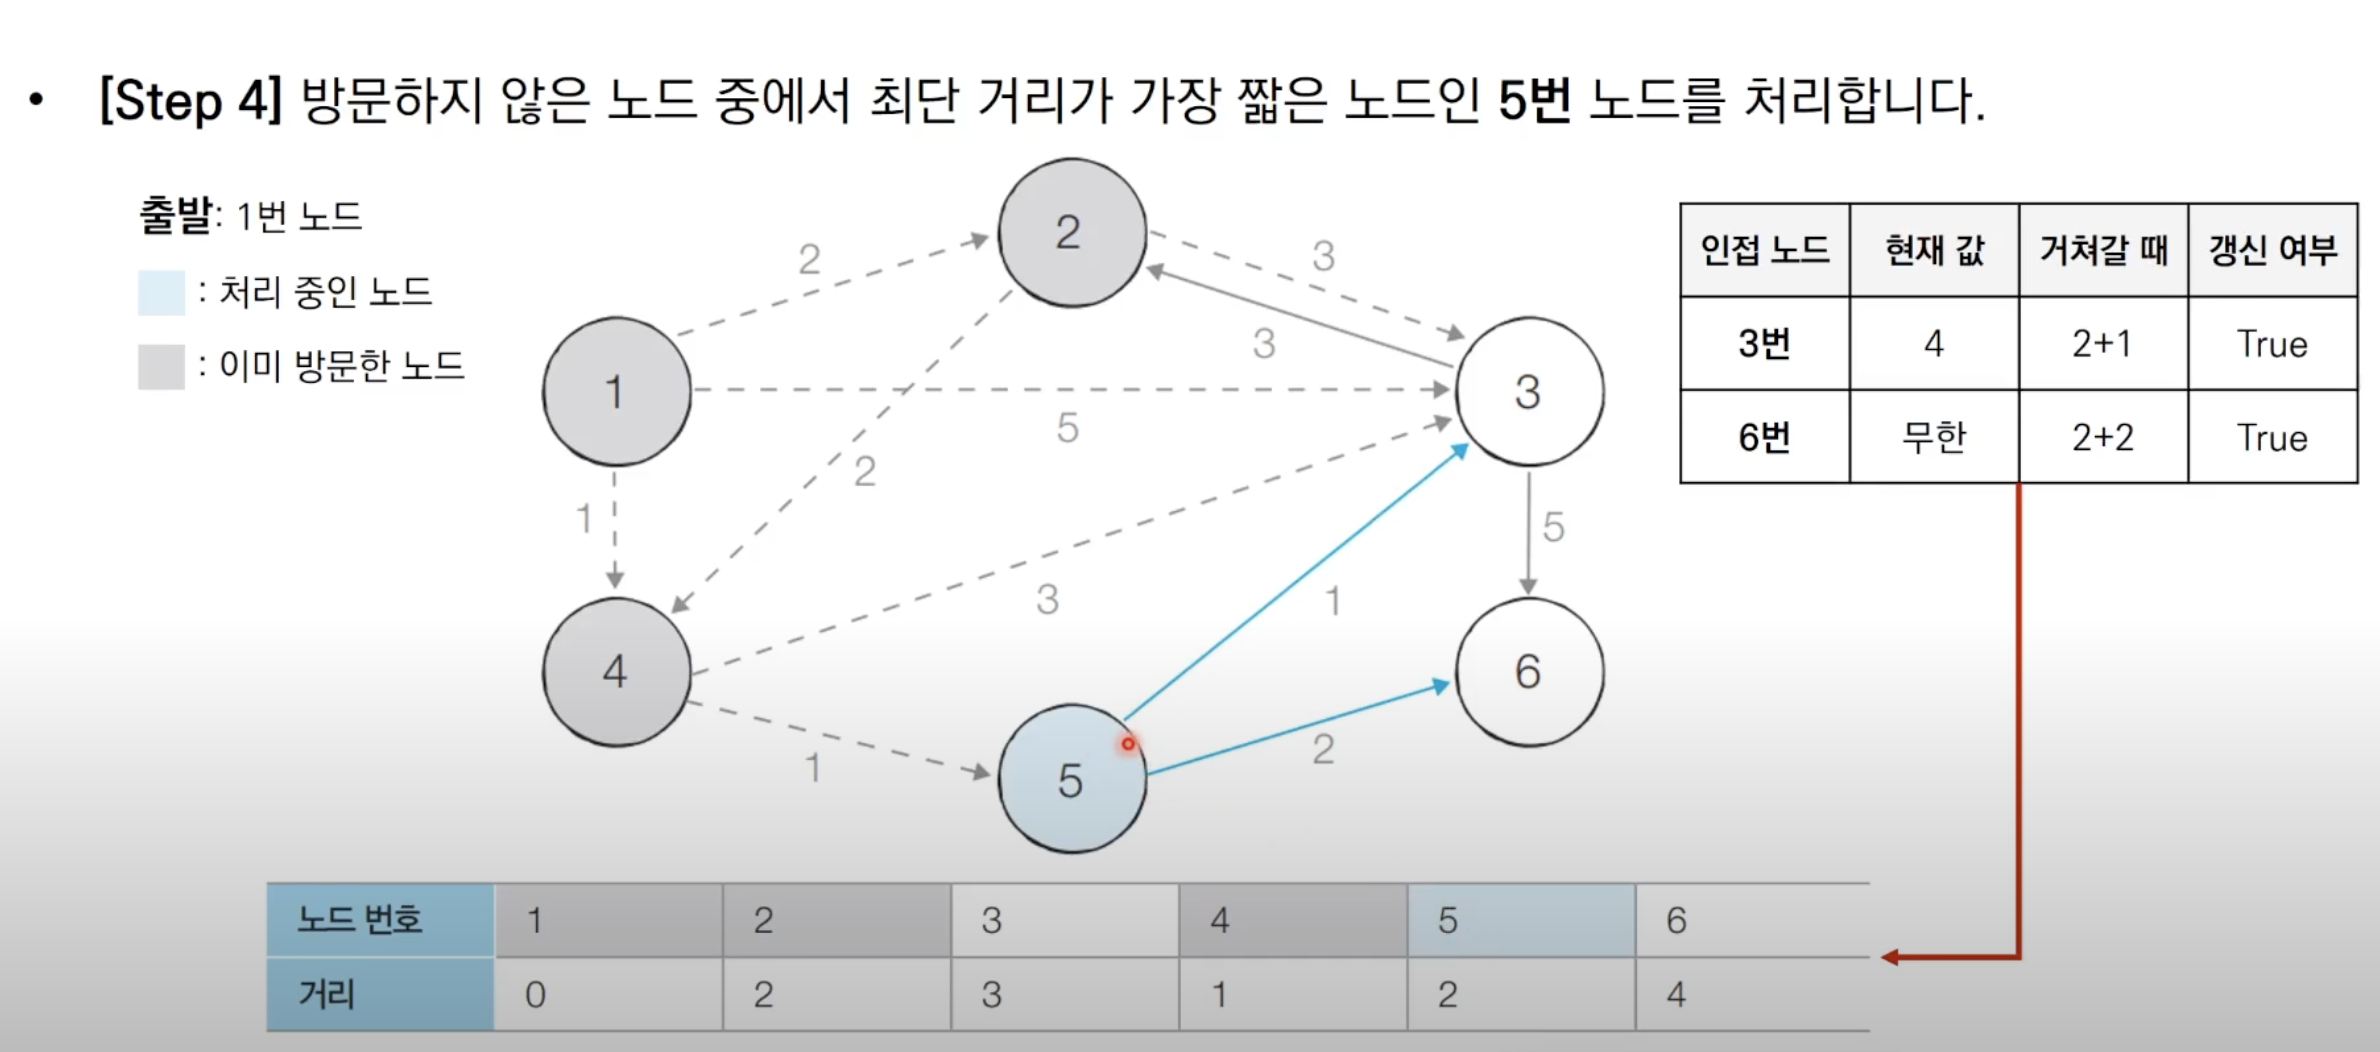 • [Step 4] 방문하지 않은 노드 중에서 최단 거리가 가장 짧은 노드인 5번 노드를 처리합니다.
출발: 1번 노드
: 처리 중인 노드
: 이미 방문한 노드
2
2
3
3
1
3
5
2
1
5
3
1
4
6
5
1
2
인접 노드 현재 값 거쳐갈 때 갱신 여부
3번 4 2+1 True
6번 무한 2+2 True
노드 번호 1 2 3 4 5 6
거리 0 2 3 1 2 4